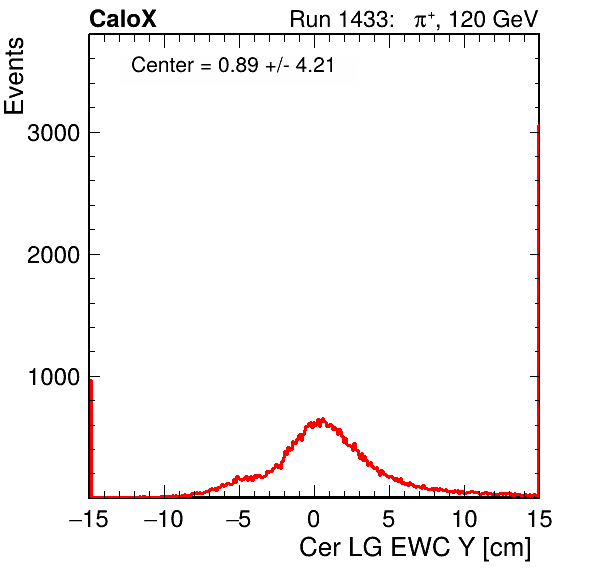 CaloX Run 1433: π⁺, 120 GeV
Center = 0.89 +/- 4.21
Events
3000
2000
1000
−15 −10 −5 0 5 10 15
Cer LG EWC Y [cm]